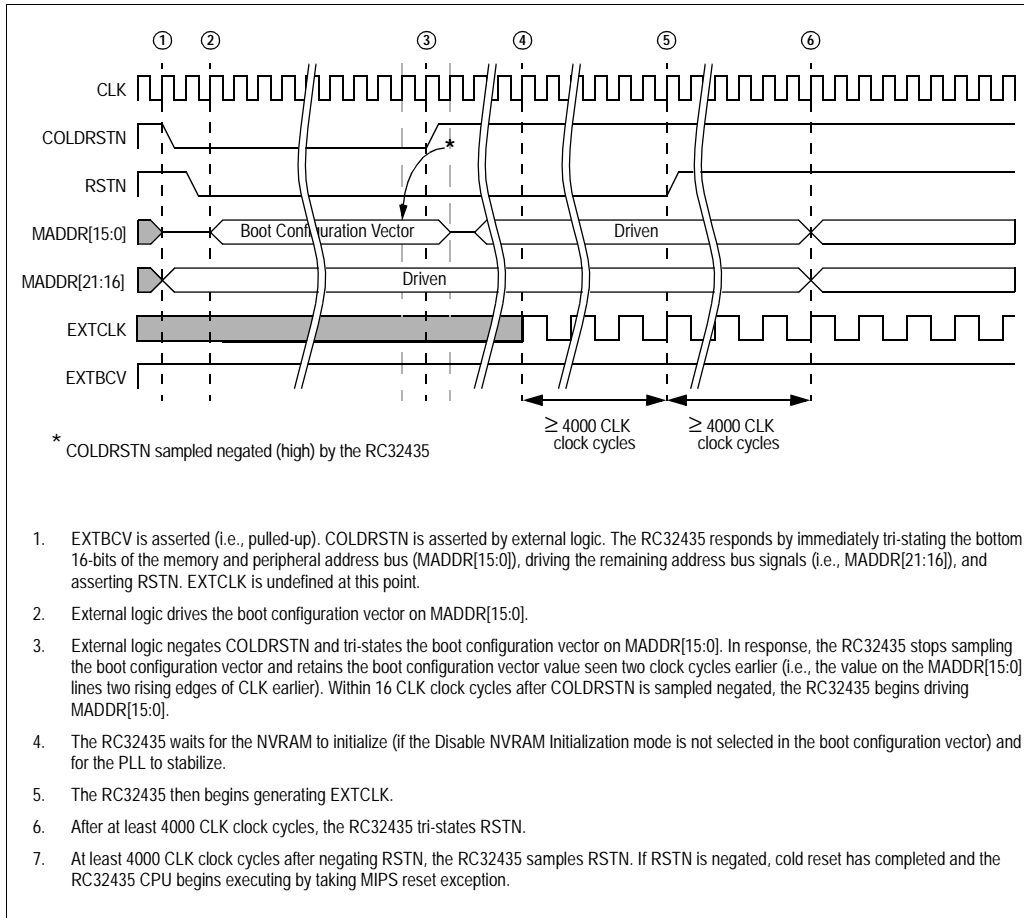 1 2 3 4 5 6
CLK
COLDRSTN
*
RSTN
MADDR[15:0] Boot Configuration Vector Driven
MADDR[21:16] Driven
EXTCLK
EXTBCV
≥ 4000 CLK ≥ 4000 CLK
clock cycles clock cycles
* COLDRSTN sampled negated (high) by the RC32435
1. EXTBCV is asserted (i.e., pulled-up). COLDRSTN is asserted by external logic. The RC32435 responds by immediately tri-stating the bottom
16-bits of the memory and peripheral address bus (MADDR[15:0]), driving the remaining address bus signals (i.e., MADDR[21:16]), and
asserting RSTN. EXTCLK is undefined at this point.
2. External logic drives the boot configuration vector on MADDR[15:0].
3. External logic negates COLDRSTN and tri-states the boot configuration vector on MADDR[15:0]. In response, the RC32435 stops sampling
the boot configuration vector and retains the boot configuration vector value seen two clock cycles earlier (i.e., the value on the MADDR[15:0]
lines two rising edges of CLK earlier). Within 16 CLK clock cycles after COLDRSTN is sampled negated, the RC32435 begins driving
MADDR[15:0].
4. The RC32435 waits for the NVRAM to initialize (if the Disable NVRAM Initialization mode is not selected in the boot configuration vector) and
for the PLL to stabilize.
5. The RC32435 then begins generating EXTCLK.
6. After at least 4000 CLK clock cycles, the RC32435 tri-states RSTN.
7. At least 4000 CLK clock cycles after negating RSTN, the RC32435 samples RSTN. If RSTN is negated, cold reset has completed and the
RC32435 CPU begins executing by taking MIPS reset exception.